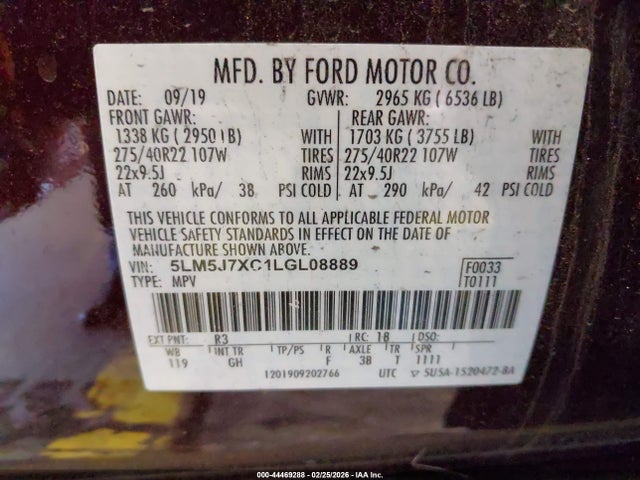 MFD. BY FORD MOTOR CO.
DATE: 09/19 GVWR: 2965 KG ( 6536 LB)
FRONT GAWR: REAR GAWR:
1338 KG ( 2950 LB) WITH 1703 KG ( 3755 LB) WITH
275/40R22 107W TIRES 275/40R22 107W TIRES
22x9.5J RIMS 22x9.5J RIMS
AT 260 kPa/ 38 PSI COLD AT 290 kPa/ 42 PSI COLD
THIS VEHICLE CONFORMS TO ALL APPLICABLE FEDERAL MOTOR
VEHICLE SAFETY STANDARDS IN EFFECT ON THE DATE OF
MANUFACTURE SHOWN ABOVE.
VIN: 5LM5J7XC1LGL08889 F0033
TYPE: MPV T0111
EXT PNT: R3 RC: 18 DSO:
WB INT TR TP/PS R AXLE TR SPR
119 GH F 3B T 1111
1201909202766 UTC 5USA-1520472-BA
000-44469288 - 02/25/2026 - IAA Inc.